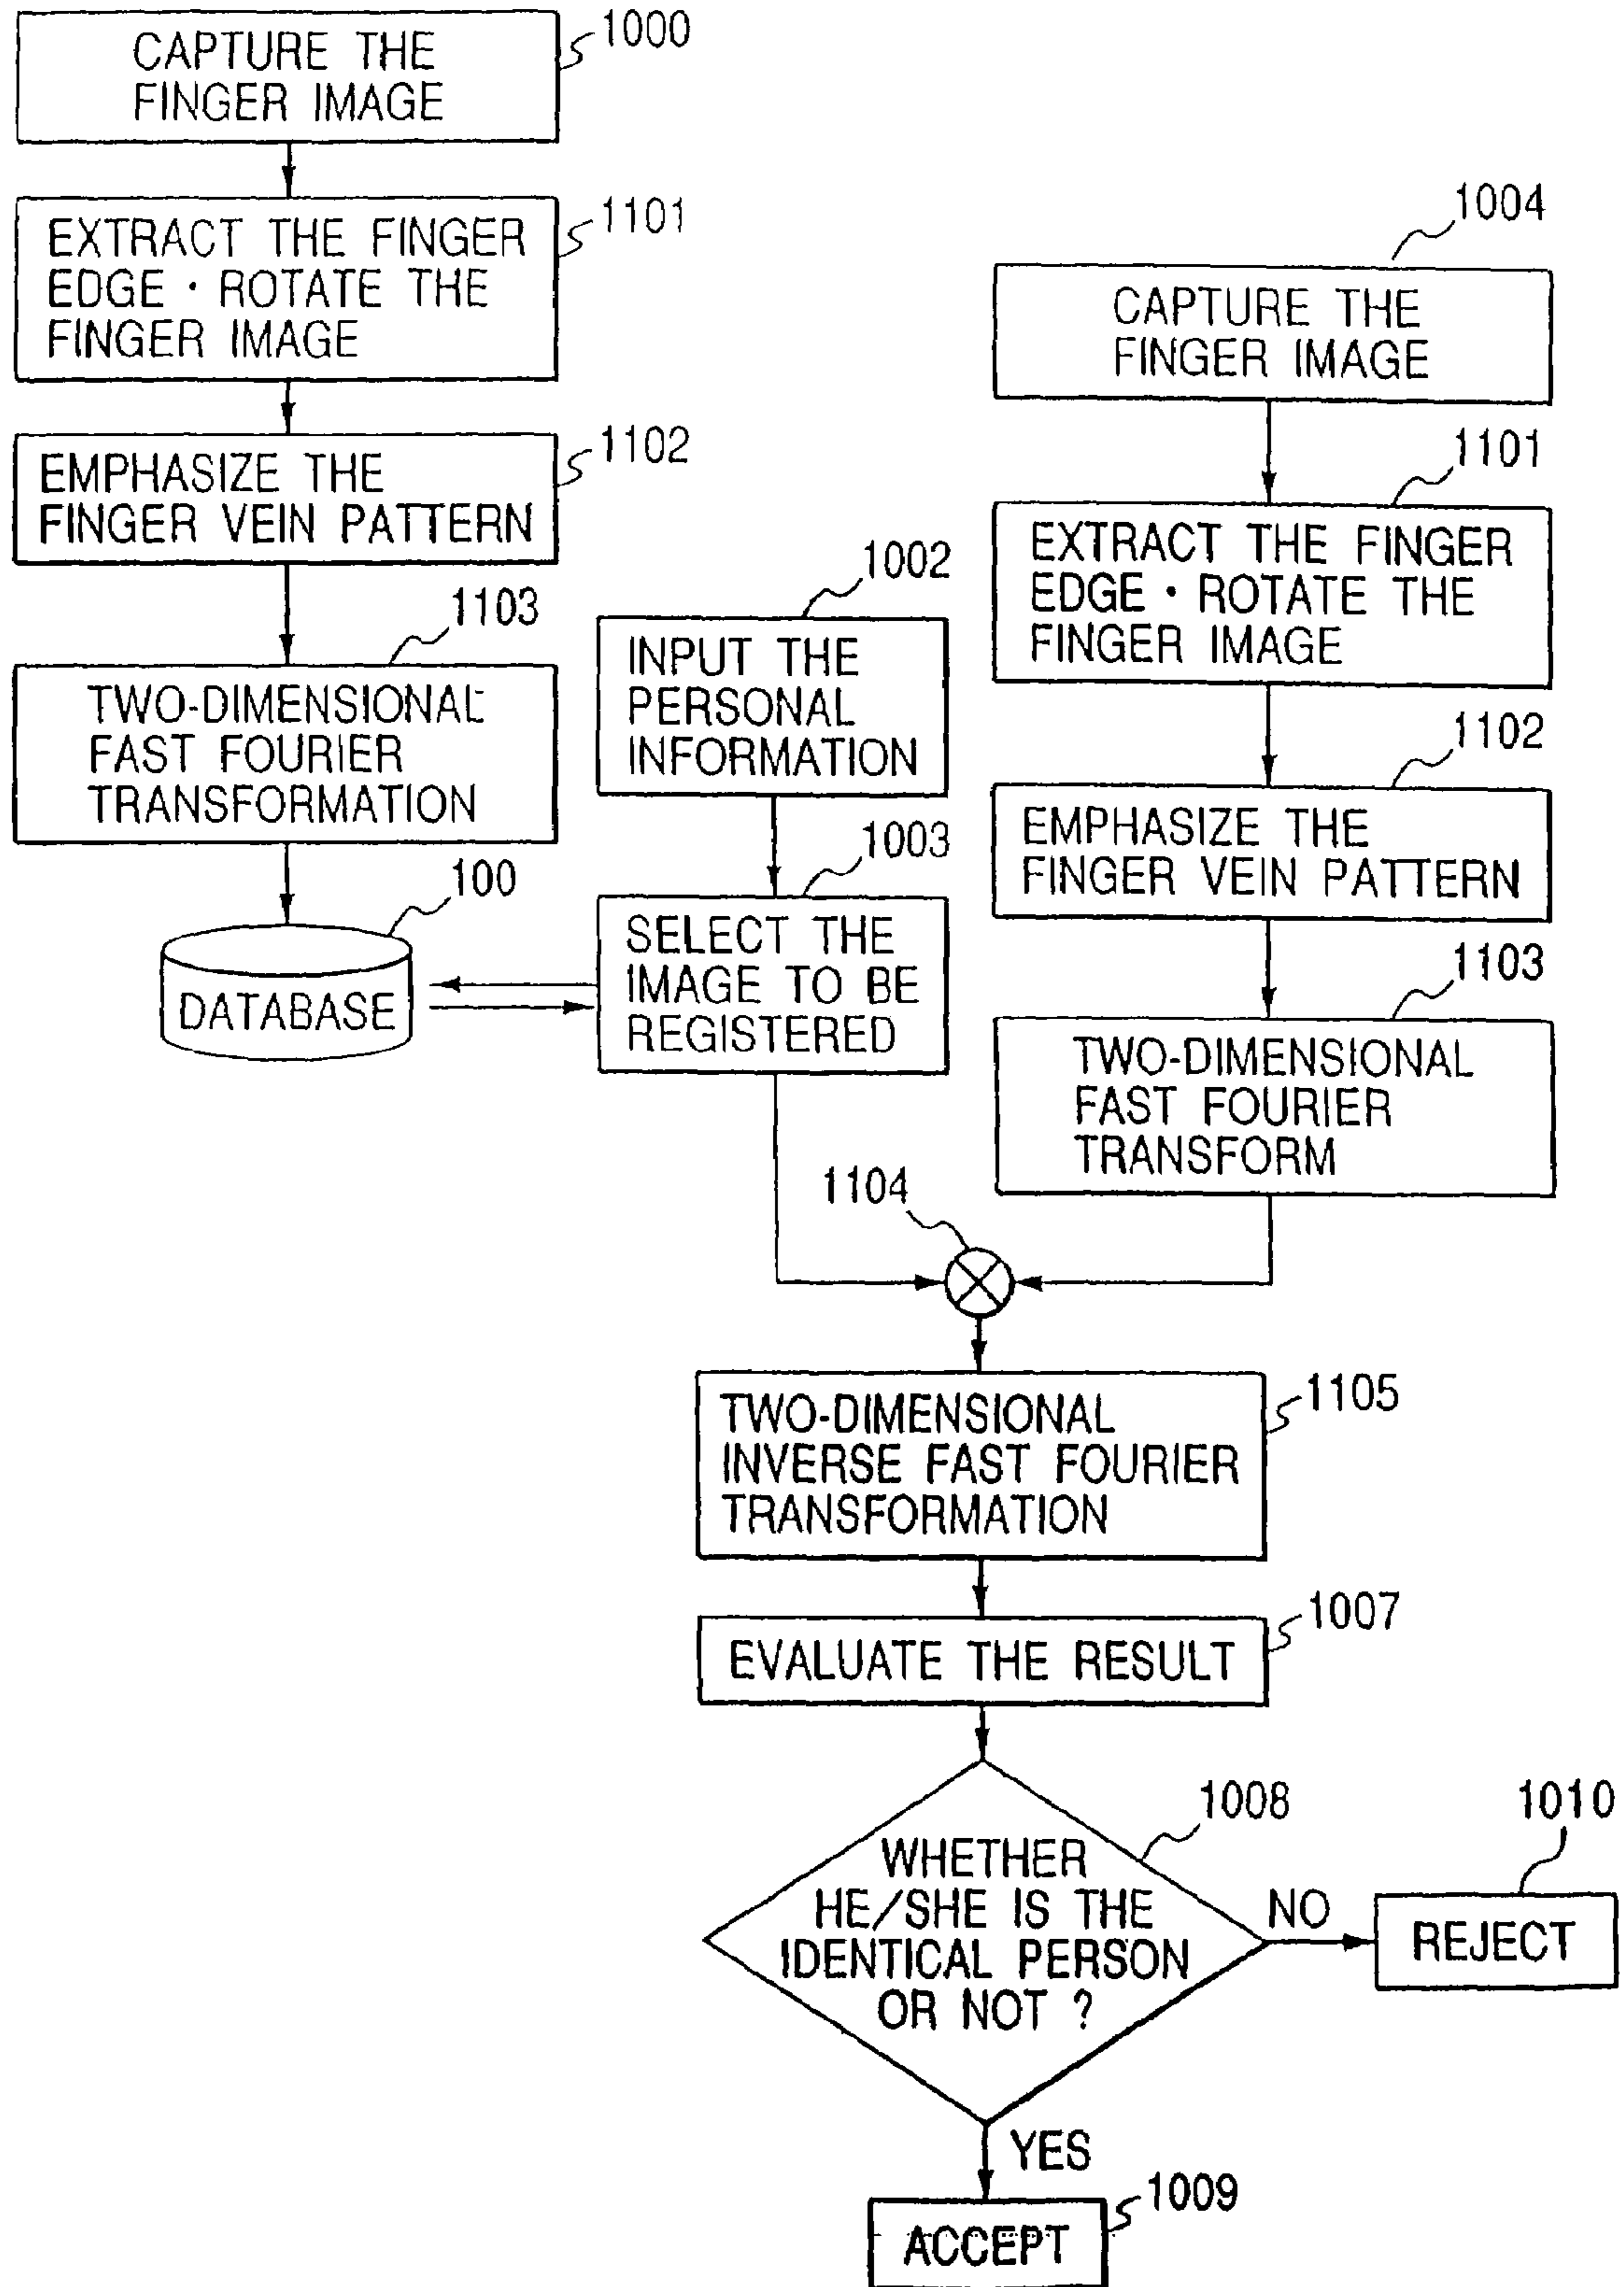 1000
CAPTURE THE
FINGER IMAGE
1101
EXTRACT THE FINGER
EDGE · ROTATE THE
FINGER IMAGE
1102
EMPHASIZE THE
FINGER VEIN PATTERN
1103
TWO-DIMENSIONAL
FAST FOURIER
TRANSFORMATION
100
DATABASE
1002
INPUT THE
PERSONAL
INFORMATION
1003
SELECT THE
IMAGE TO BE
REGISTERED
1004
CAPTURE THE
FINGER IMAGE
1101
EXTRACT THE FINGER
EDGE · ROTATE THE
FINGER IMAGE
1102
EMPHASIZE THE
FINGER VEIN PATTERN
1103
TWO-DIMENSIONAL
FAST FOURIER
TRANSFORM
1104
1105
TWO-DIMENSIONAL
INVERSE FAST FOURIER
TRANSFORMATION
1007
EVALUATE THE RESULT
1008
WHETHER
HE/SHE IS THE
IDENTICAL PERSON
OR NOT ?
NO
1010
REJECT
YES
1009
ACCEPT